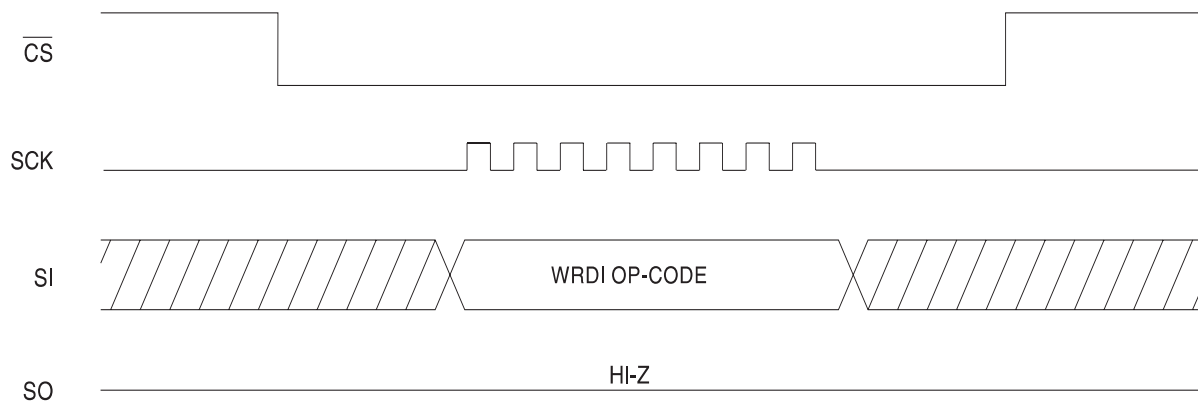 CS
SCK
SI
WRDI OP-CODE
HI-Z
SO